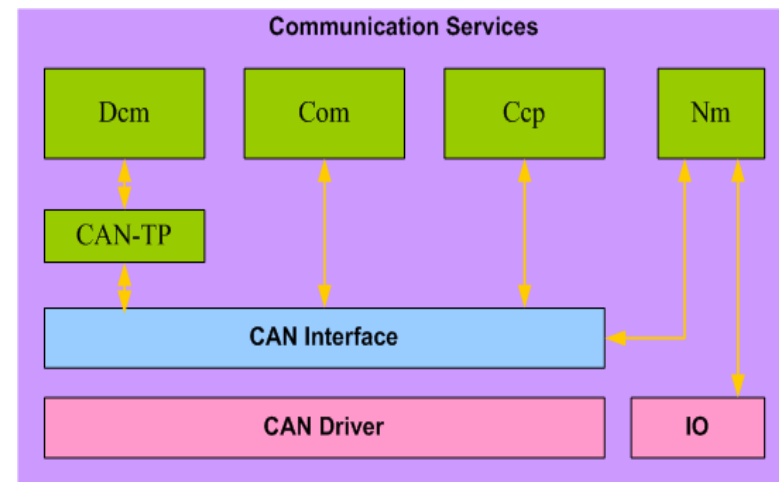 Communication Services
Dcm
Com
Ccp
Nm
CAN-TP
CAN Interface
CAN Driver
IO